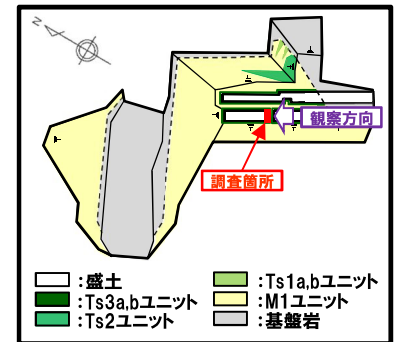 N
観察方向
調査箇所
:盛土
:Ts1a,bユニット
:Ts3a,bユニット
:M1ユニット
:Ts2ユニット
:基盤岩